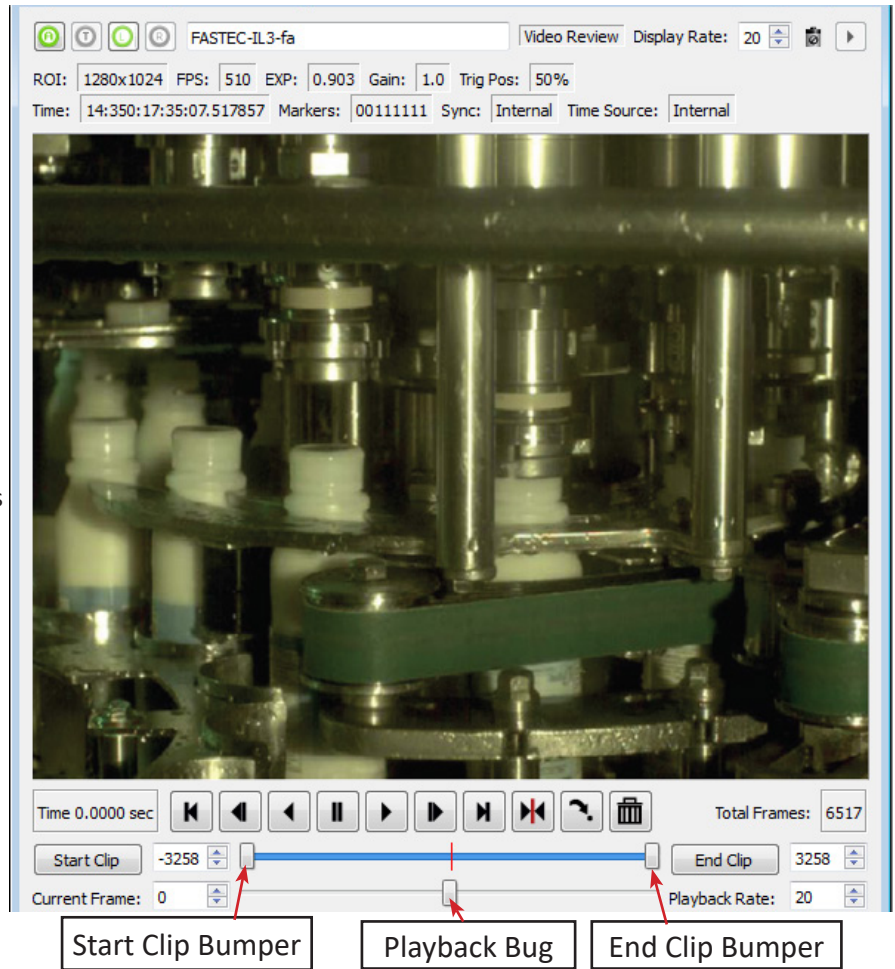 A T L R FASTEC-IL3-fa Video Review Display Rate: 20
ROI: 1280x1024 FPS: 510 EXP: 0.903 Gain: 1.0 Trig Pos: 50%
Time: 14:350:17:35:07.517857 Markers: 00111111 Sync: Internal Time Source: Internal
s
Time 0.0000 sec Total Frames: 6517
Start Clip -3258 End Clip 3258
Current Frame: 0 Playback Rate: 20
Start Clip Bumper Playback Bug End Clip Bumper